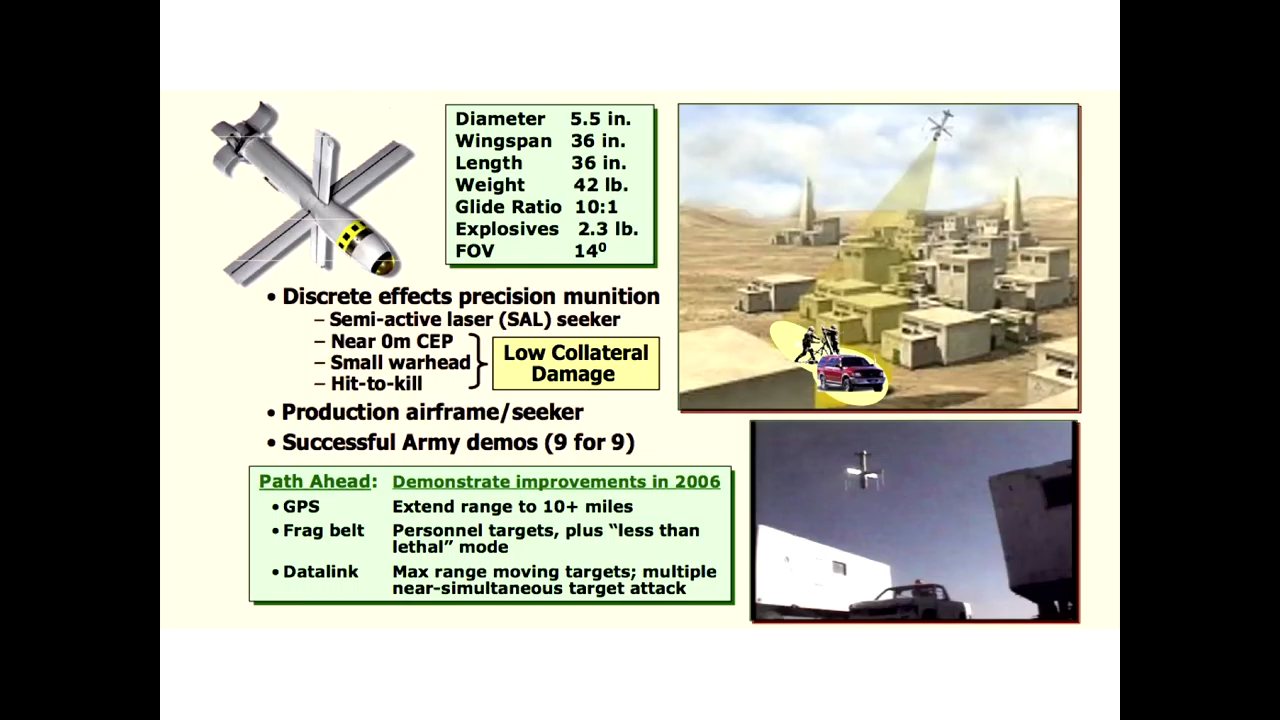 Diameter 5.5 in.
Wingspan 36 in.
Length 36 in.
Weight 42 lb.
Glide Ratio 10:1
Explosives 2.3 lb.
FOV 14⁰
• Discrete effects precision munition
– Semi-active laser (SAL) seeker
– Near 0m CEP
– Small warhead
– Hit-to-kill
Low Collateral
Damage
• Production airframe/seeker
• Successful Army demos (9 for 9)
Path Ahead: Demonstrate improvements in 2006
• GPS Extend range to 10+ miles
• Frag belt Personnel targets, plus “less than
lethal” mode
• Datalink Max range moving targets; multiple
near-simultaneous target attack